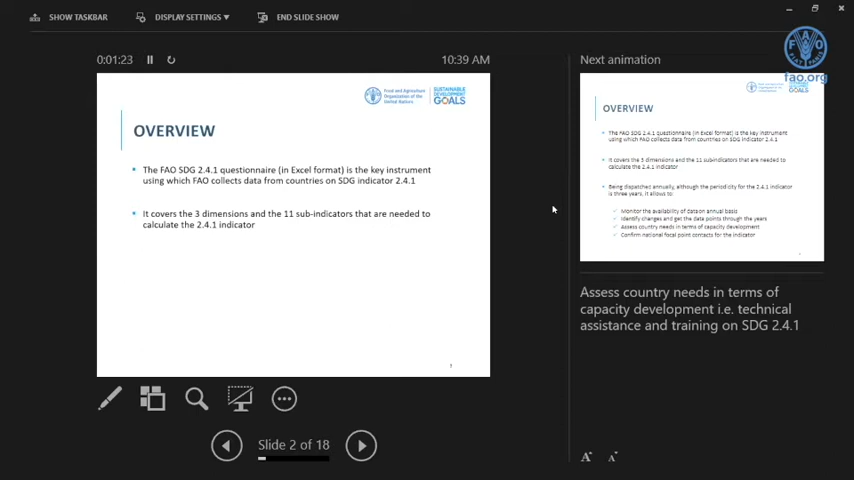 SHOW TASKBAR
DISPLAY SETTINGS ▼
END SLIDE SHOW
FAO
FIAT PANIS
fao.org
0:01:23
10:39 AM
Next animation
Food and Agriculture
Organization of the
United Nations
SUSTAINABLE
DEVELOPMENT
GOALS
OVERVIEW
The FAO SDG 2.4.1 questionnaire (in Excel format) is the key instrument
using which FAO collects data from countries on SDG indicator 2.4.1
It covers the 3 dimensions and the 11 sub-indicators that are needed to
calculate the 2.4.1 indicator
GOALS
OVERVIEW
The FAO SDG 2.4.1 questionnaire (in Excel format) is the key instrument
using which FAO collects data from countries on SDG indicator 2.4.1
It covers the 3 dimensions and the 11 sub-indicators that are needed to
calculate the 2.4.1 indicator
Being dispatched annually, although the periodicity for the 2.4.1 indicator
is three years, it allows to:
Monitor the availability of data on annual basis
Identify changes and get the data points through the years
Assess country needs in terms of capacity development
Confirm national focal point contacts for the indicator
Assess country needs in terms of
capacity development i.e. technical
assistance and training on SDG 2.4.1
Slide 2 of 18
A A